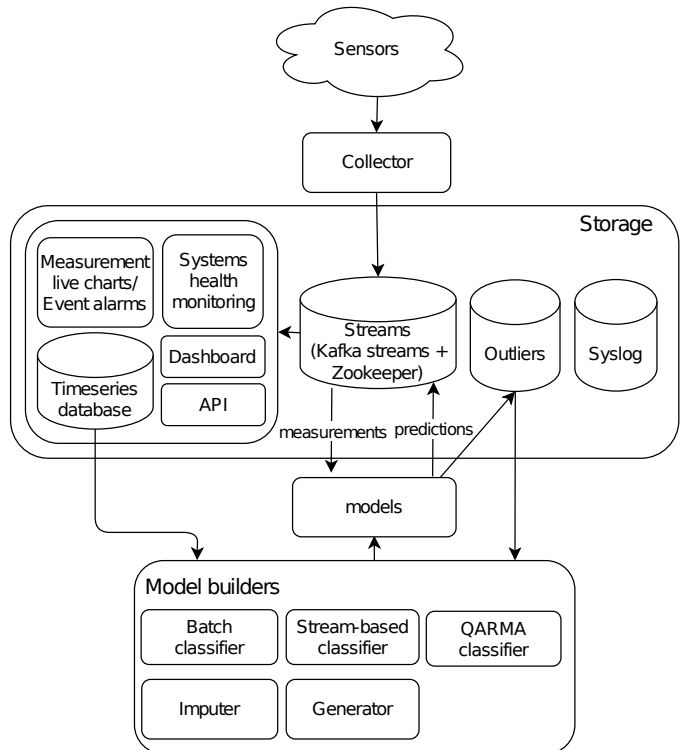 Sensors
Collector
Storage
Measurement
live charts/
Event alarms
Systems
health
monitoring
Timeseries
database
Dashboard
API
Streams
(Kafka streams +
Zookeeper)
Outliers
Syslog
measurements
predictions
models
Model builders
Batch
classifier
Stream-based
classifier
QARMA
classifier
Imputer
Generator